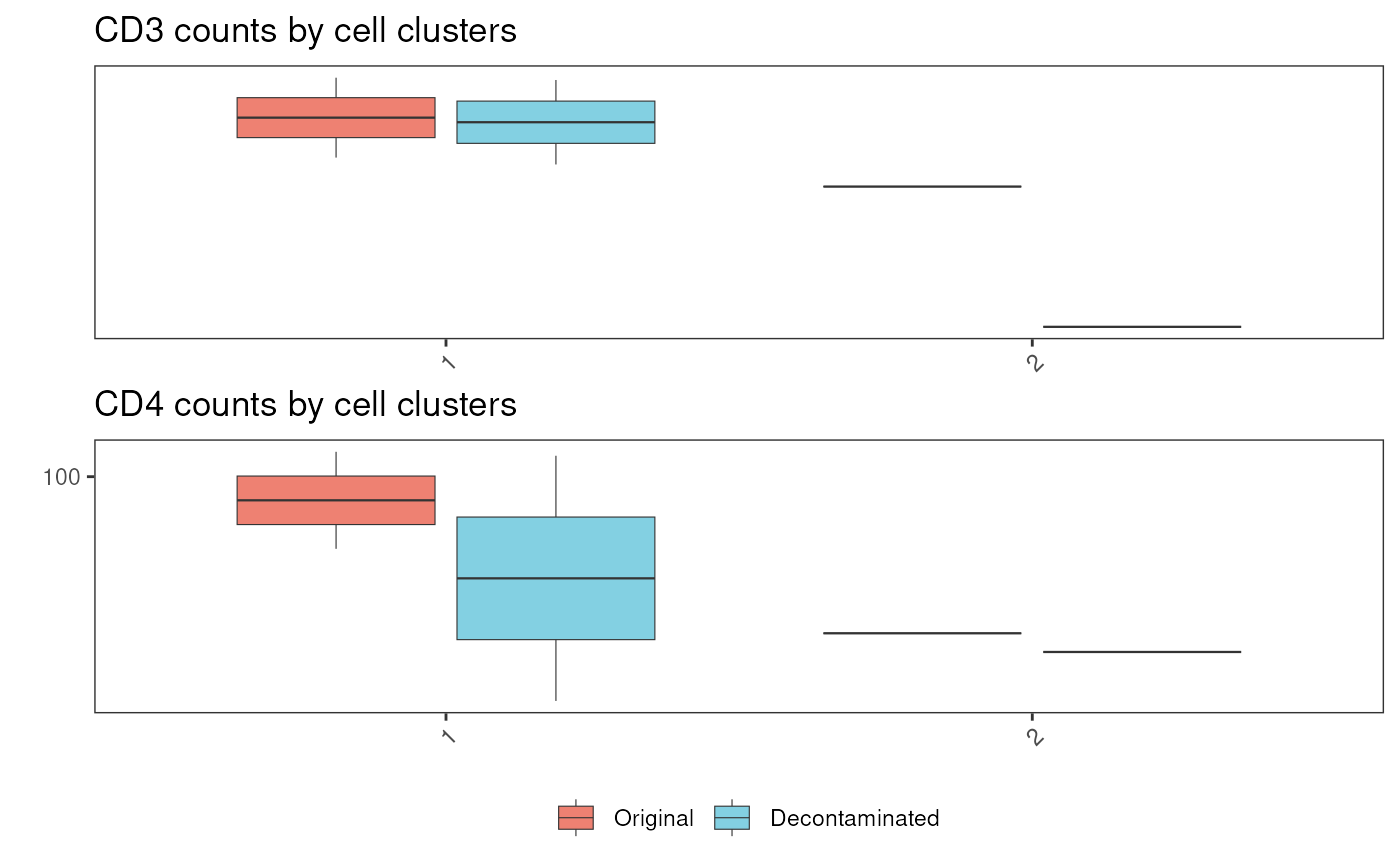 CD3 counts by cell clusters
1
2
CD4 counts by cell clusters
100
1
2
Original
Decontaminated